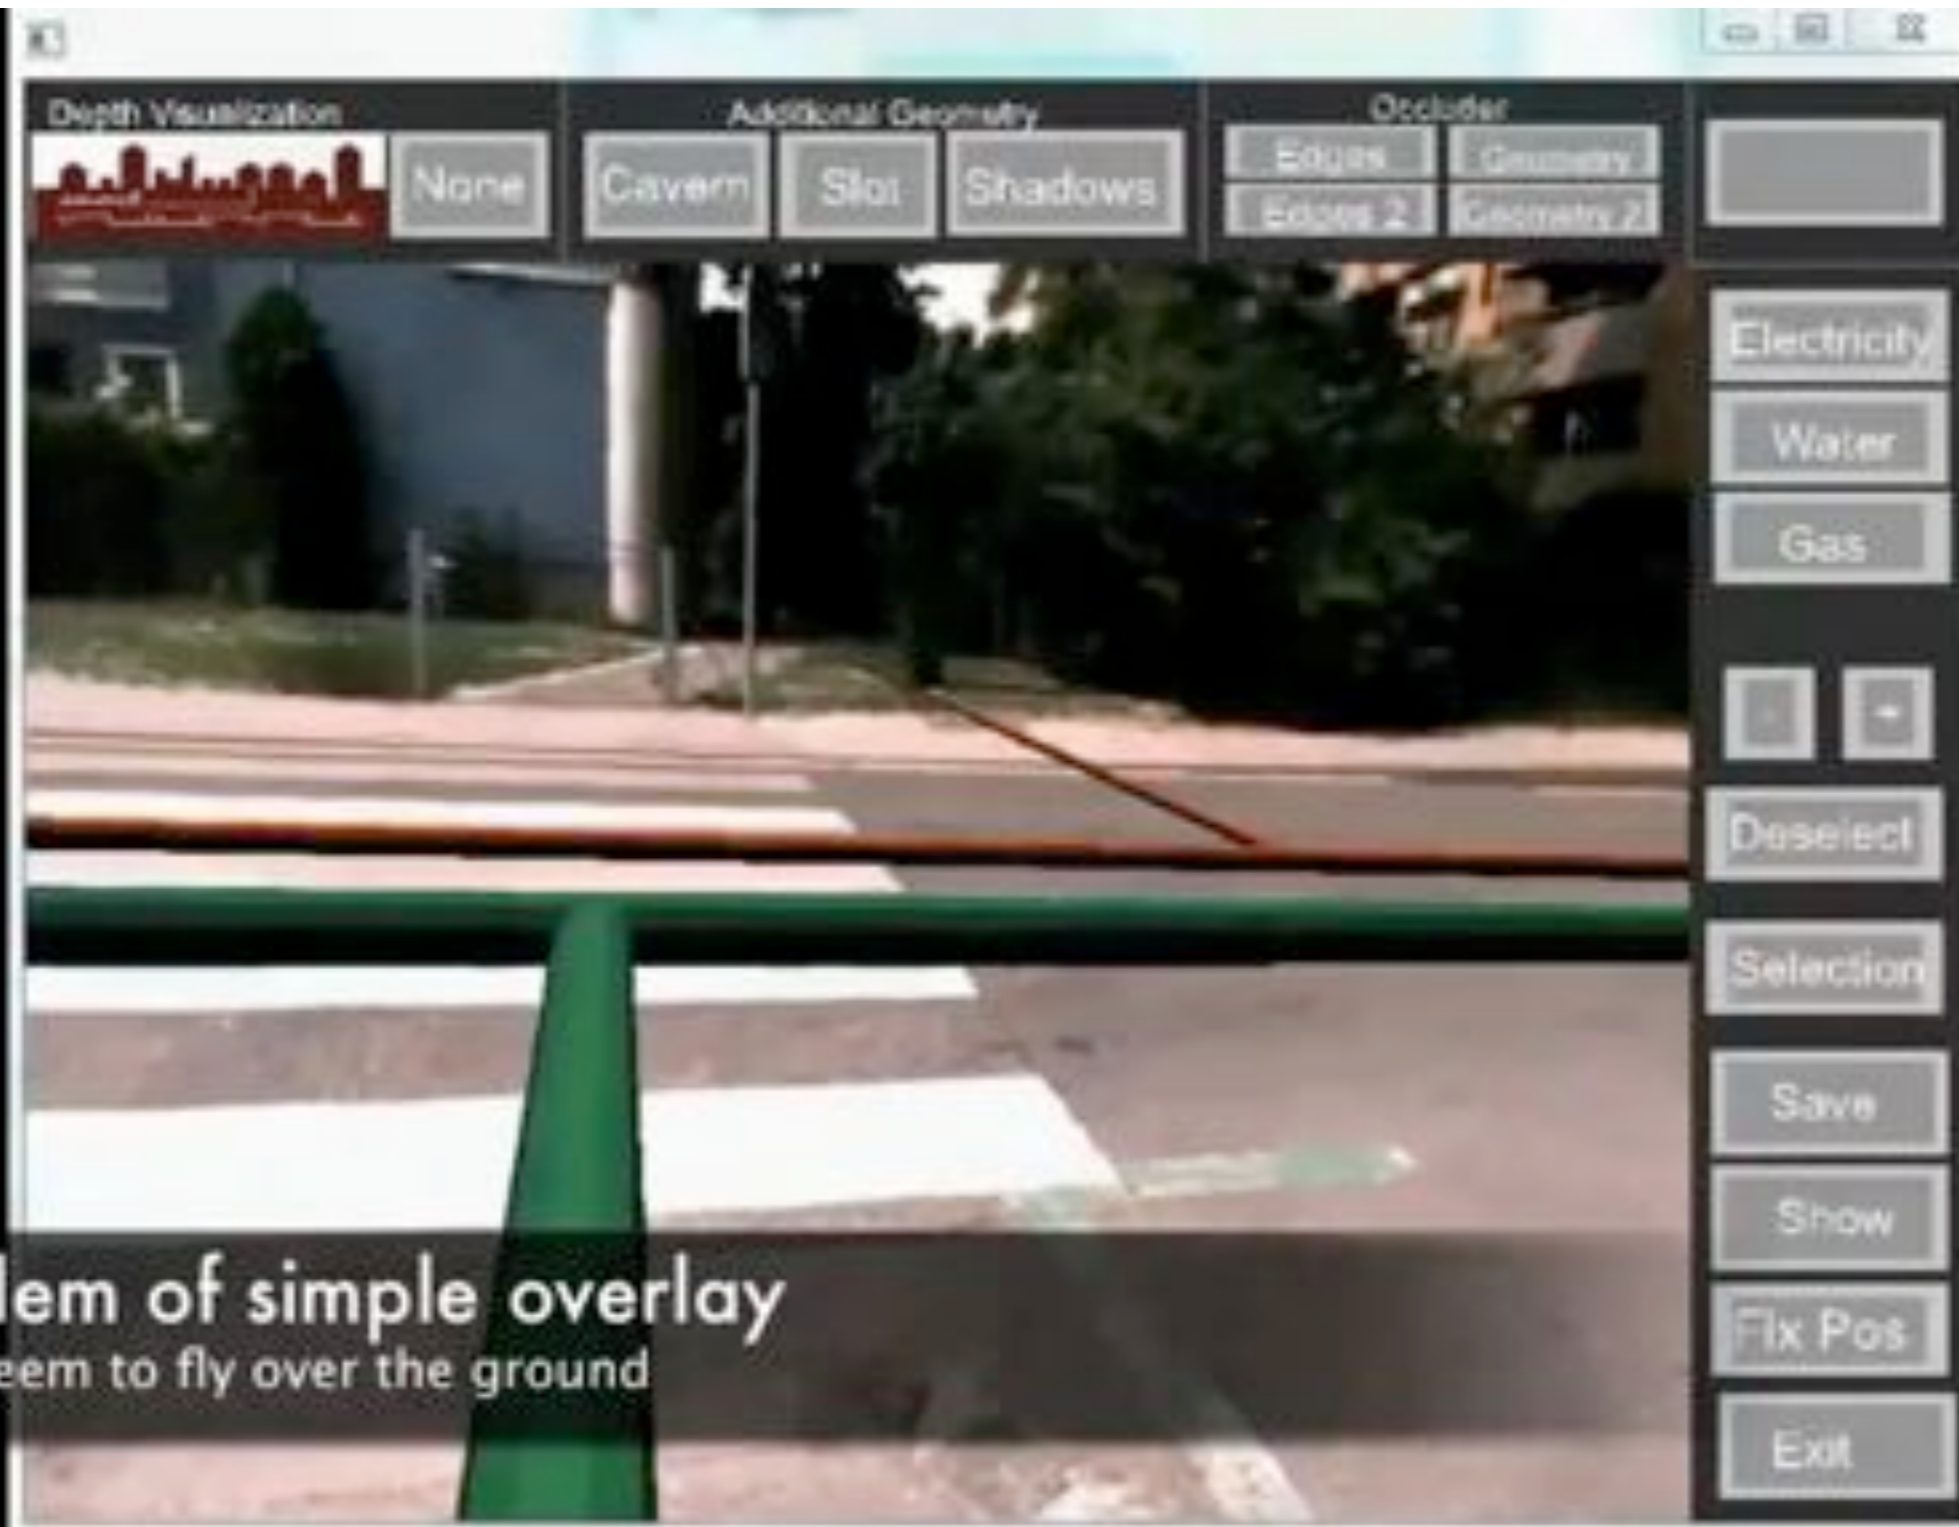 Depth Visualization
Additional Geometry
Occluder
None
Cavern
Slot
Shadows
Edges
Geometry
Edges 2
Geometry 2
Electricity
Water
Gas
-
+
Deselect
Selection
Save
Show
Fix Pos
Exit
lem of simple overlay
eem to fly over the ground